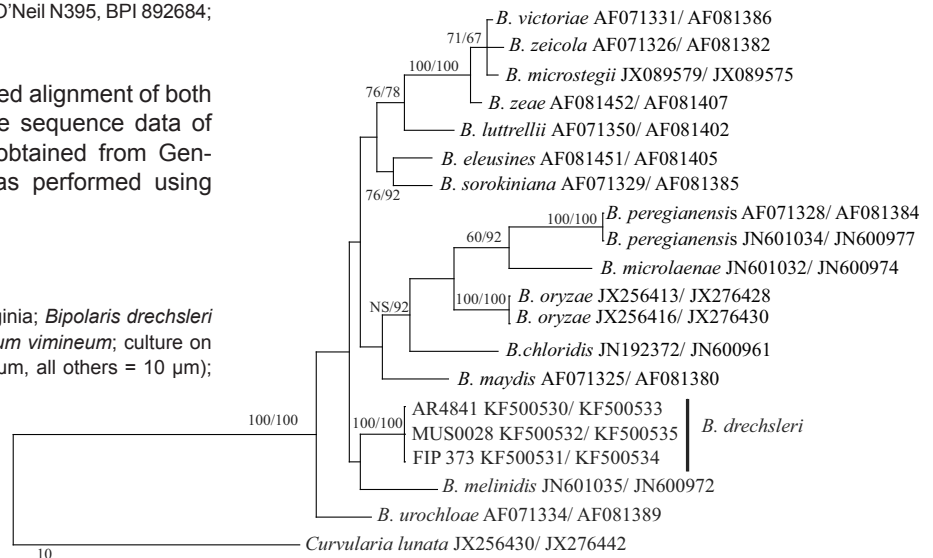 O’Neil N395, BPI 892684;
ed alignment of both
e sequence data of
obtained from Gen-
as performed using
ginia; Bipolaris drechsleri
um vimineum; culture on
um, all others = 10 µm);
B. victoriae AF071331/ AF081386
71/67
B. zeicola AF071326/ AF081382
100/100
B. microstegii JX089579/ JX089575
76/78
B. zeae AF081452/ AF081407
B. luttrellii AF071350/ AF081402
B. eleusines AF081451/ AF081405
B. sorokiniana AF071329/ AF081385
76/92
100/100
B. peregianensis AF071328/ AF081384
B. peregianensis JN601034/ JN600977
60/92
B. microlaenae JN601032/ JN600974
100/100
B. oryzae JX256413/ JX276428
B. oryzae JX256416/ JX276430
NS/92
B.chloridis JN192372/ JN600961
B. maydis AF071325/ AF081380
100/100
AR4841 KF500530/ KF500533
MUS0028 KF500532/ KF500535
FIP 373 KF500531/ KF500534
B. drechsleri
100/100
B. melinidis JN601035/ JN600972
B. urochloae AF071334/ AF081389
Curvularia lunata JX256430/ JX276442
10